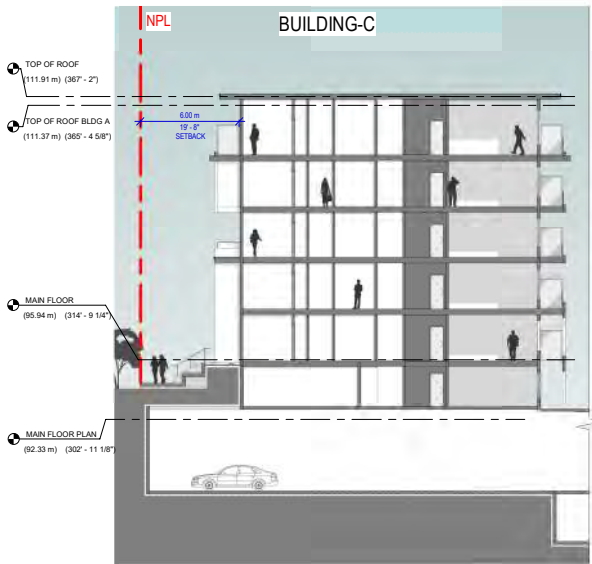 NPL
BUILDING-C
TOP OF ROOF
(111.91 m) (367' - 2")
TOP OF ROOF BLDG A
(111.37 m) (365' - 4 5/8")
6.00 m
19' - 8"
SETBACK
MAIN FLOOR
(95.94 m) (314' - 9 1/4")
MAIN FLOOR PLAN
(92.33 m) (302' - 11 1/8")